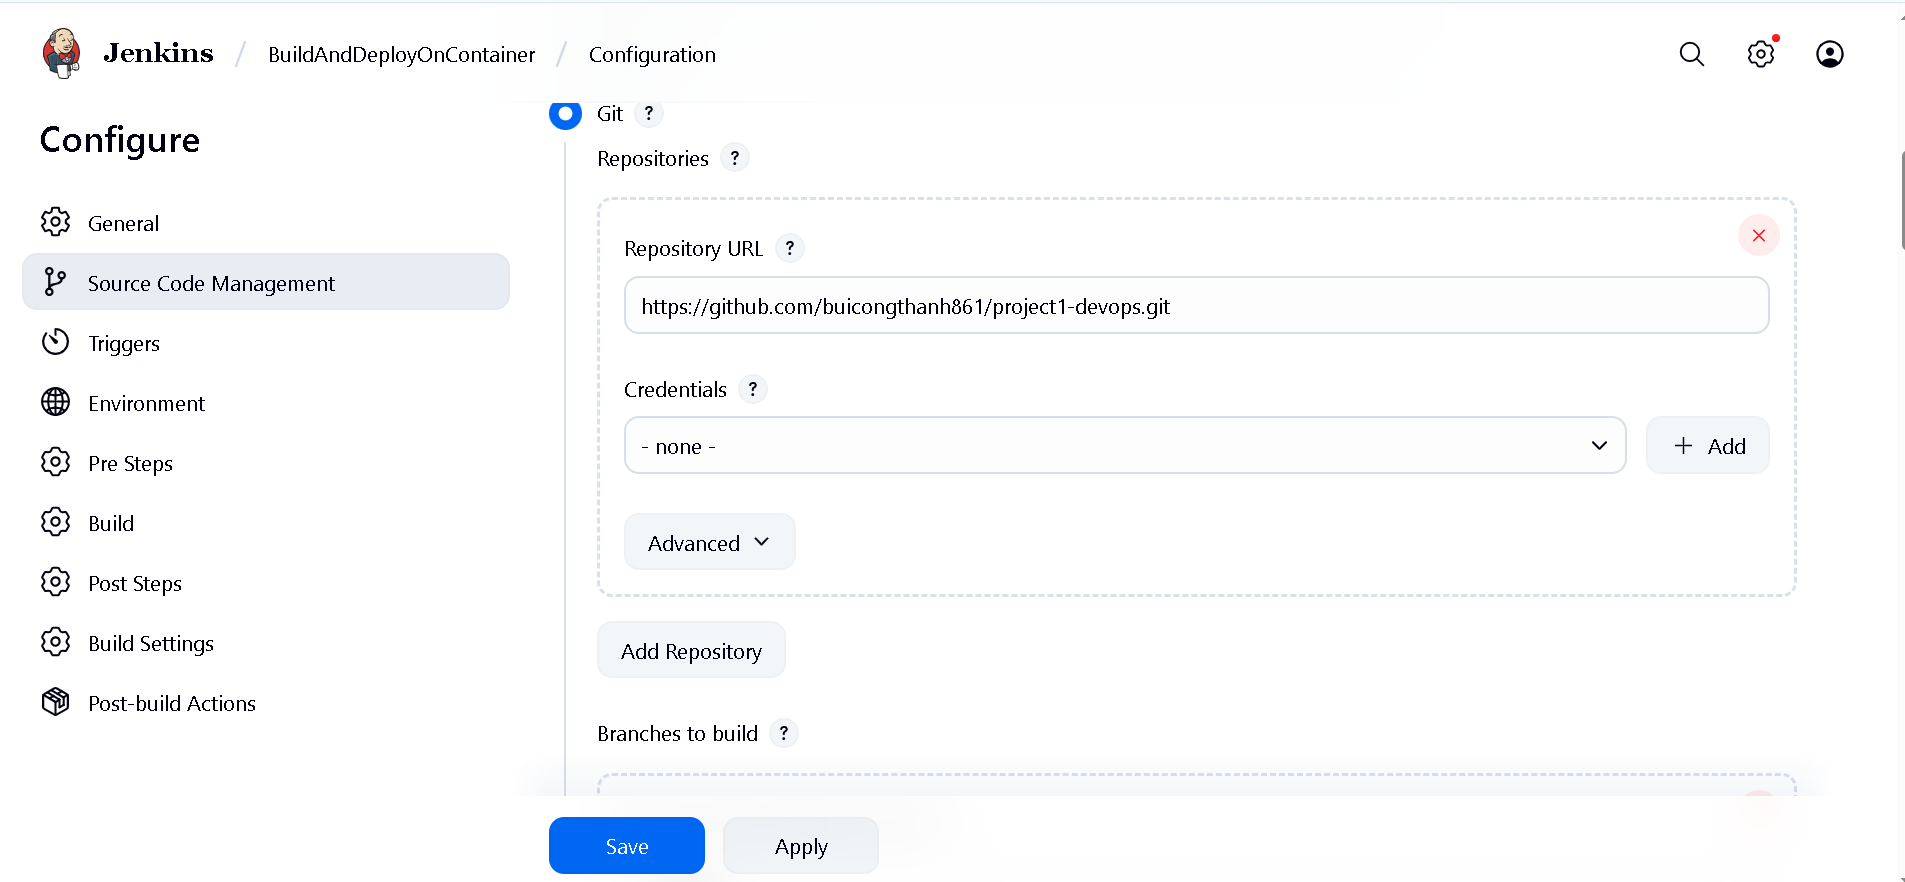 Jenkins / BuildAndDeployOnContainer / Configuration
Configure
General
Source Code Management
Triggers
Environment
Pre Steps
Build
Post Steps
Build Settings
Post-build Actions
Git ?
Repositories ?
Repository URL ?
https://github.com/buicongthanh861/project1-devops.git
Credentials ?
- none -
+ Add
Advanced
Add Repository
Branches to build ?
Save
Apply